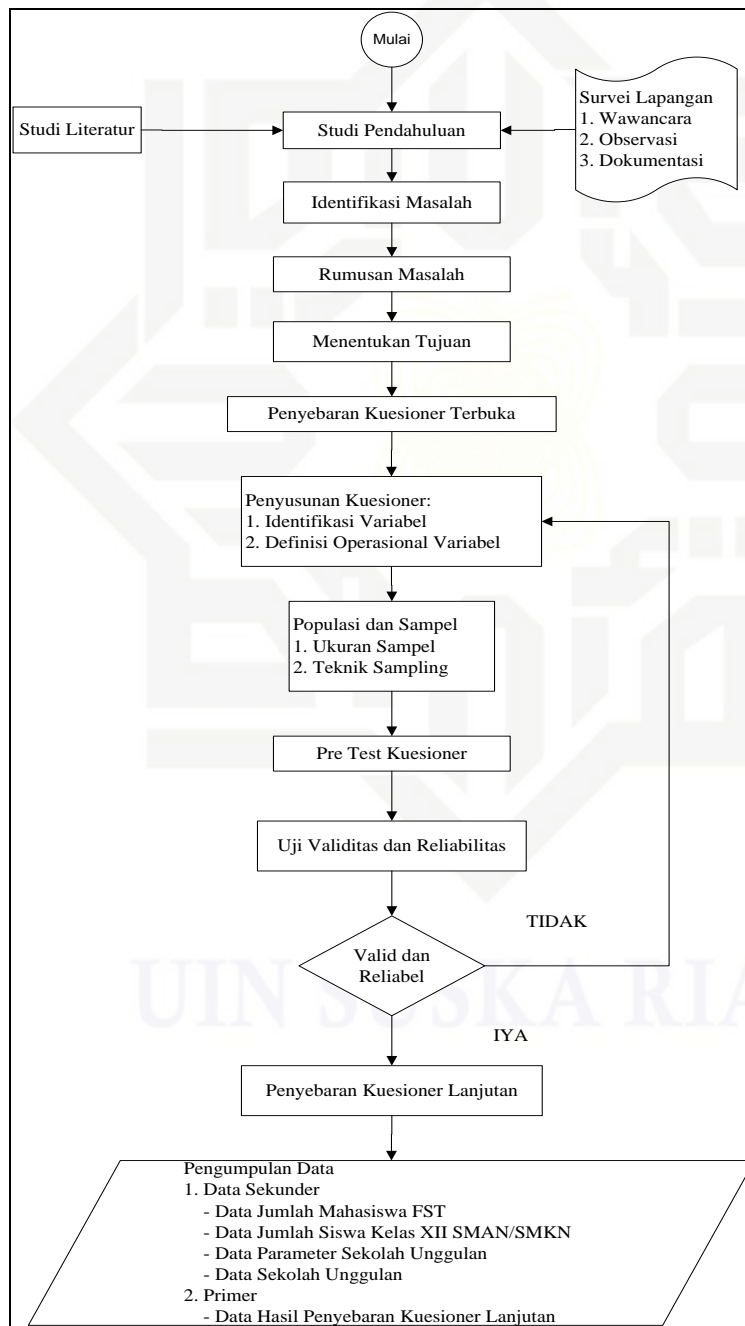 Mulai
Studi Literatur
Studi Pendahuluan
Survei Lapangan
1. Wawancara
2. Observasi
3. Dokumentasi
Identifikasi Masalah
Rumusan Masalah
Menentukan Tujuan
Penyebaran Kuesioner Terbuka
Penyusunan Kuesioner:
1. Identifikasi Variabel
2. Definisi Operasional Variabel
Populasi dan Sampel
1. Ukuran Sampel
2. Teknik Sampling
Pre Test Kuesioner
Uji Validitas dan Reliabilitas
TIDAK
Valid dan
Reliabel
UIN SUSKA RIA
IYA
Penyebaran Kuesioner Lanjutan
Pengumpulan Data
1. Data Sekunder
- Data Jumlah Mahasiswa FST
- Data Jumlah Siswa Kelas XII SMAN/SMKN
- Data Parameter Sekolah Unggulan
- Data Sekolah Unggulan
2. Primer
- Data Hasil Penyebaran Kuesioner Lanjutan